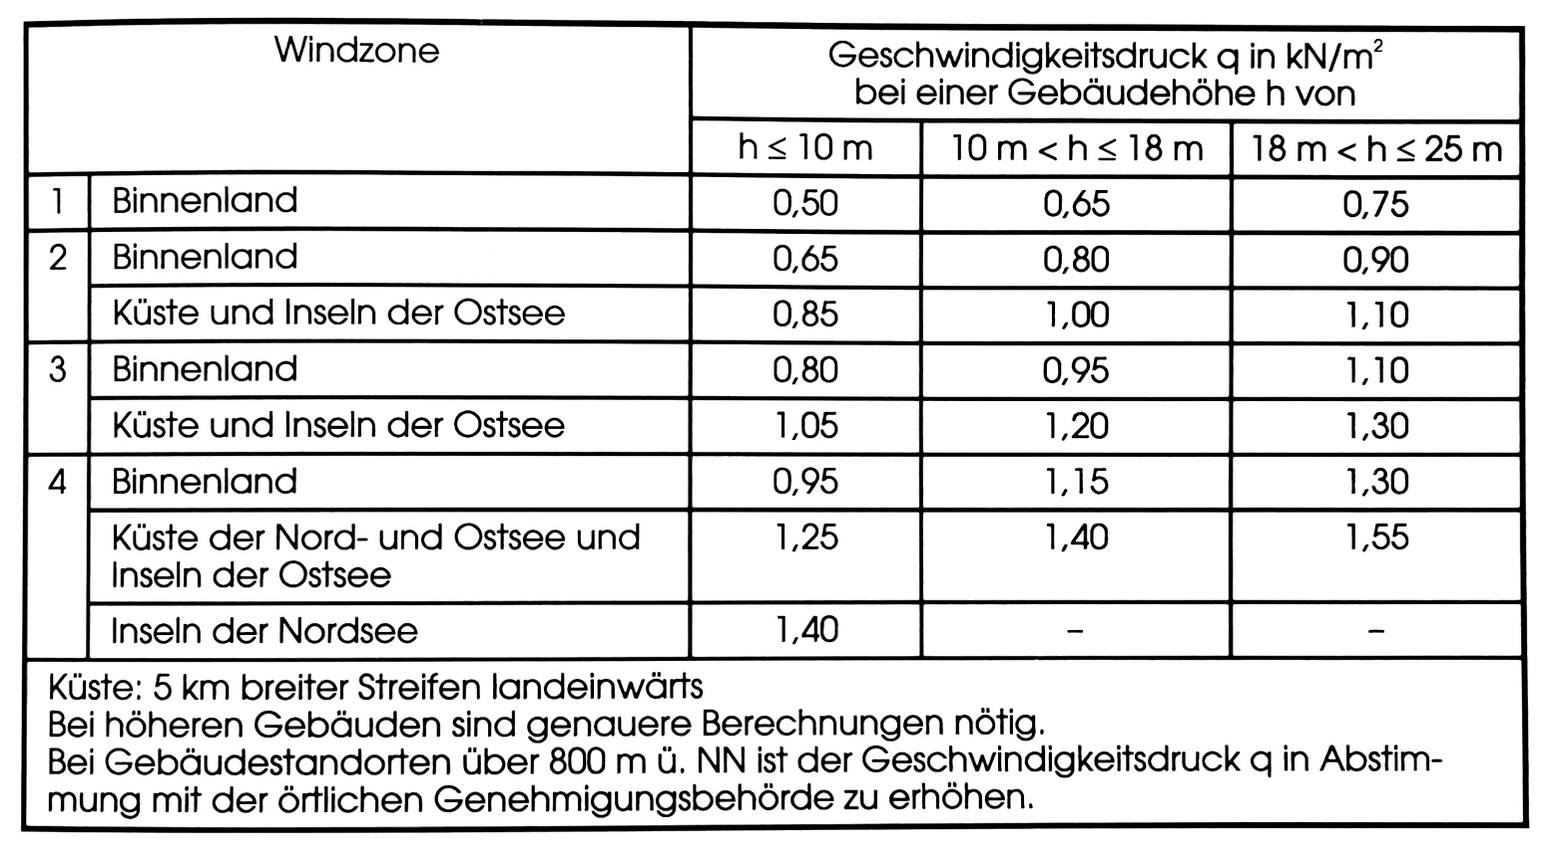 Windzone
Geschwindigkeitsdruck q in kN/m²
bei einer Gebäudehöhe h von
h ≤ 10 m 10 m < h ≤ 18 m 18 m < h ≤ 25 m
1 Binnenland 0,50 0,65 0,75
2 Binnenland 0,65 0,80 0,90
Küste und Inseln der Ostsee 0,85 1,00 1,10
3 Binnenland 0,80 0,95 1,10
Küste und Inseln der Ostsee 1,05 1,20 1,30
4 Binnenland 0,95 1,15 1,30
Küste der Nord- und Ostsee und 1,25 1,40 1,55
Inseln der Ostsee
Inseln der Nordsee 1,40 – –
Küste: 5 km breiter Streifen landeinwärts
Bei höheren Gebäuden sind genauere Berechnungen nötig.
Bei Gebäudestandorten über 800 m ü. NN ist der Geschwindigkeitsdruck q in Abstim-
mung mit der örtlichen Genehmigungsbehörde zu erhöhen.